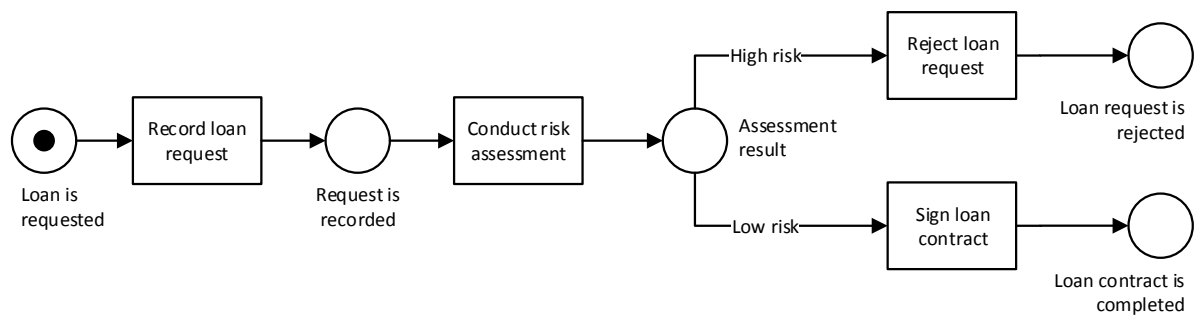 Loan is
requested
Record loan
request
Request is
recorded
Conduct risk
assessment
Assessment
result
High risk
Reject loan
request
Loan request is
rejected
Low risk
Sign loan
contract
Loan contract is
completed